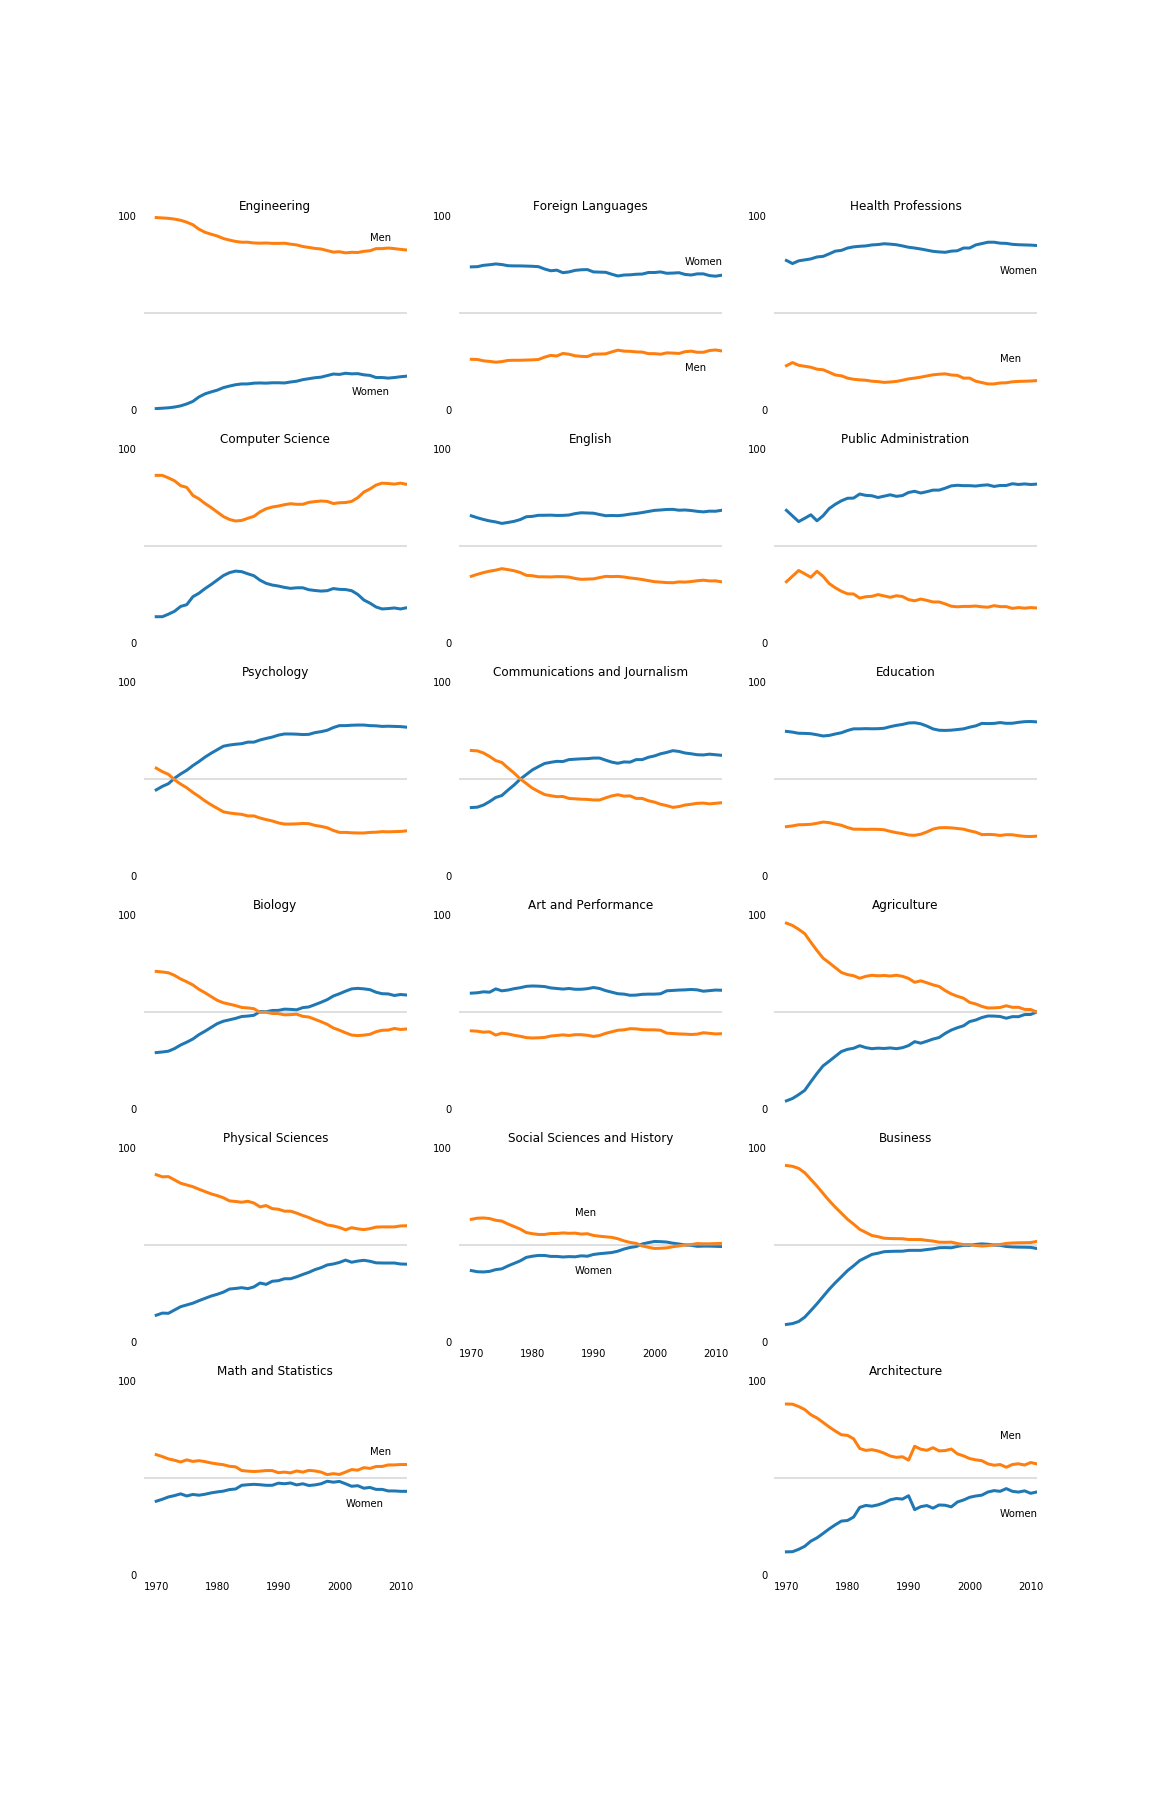 Engineering
100
Men
Women
0
Foreign Languages
100
Women
Men
0
Health Professions
100
Women
Men
0
Computer Science
100
0
English
100
0
Public Administration
100
0
Psychology
100
0
Communications and Journalism
100
0
Education
100
0
Biology
100
0
Art and Performance
100
0
Agriculture
100
0
Physical Sciences
100
0
Social Sciences and History
100
Men
Women
0
1970 1980 1990 2000 2010
Business
100
0
Math and Statistics
100
Men
Women
0
1970 1980 1990 2000 2010
Architecture
100
Men
Women
0
1970 1980 1990 2000 2010